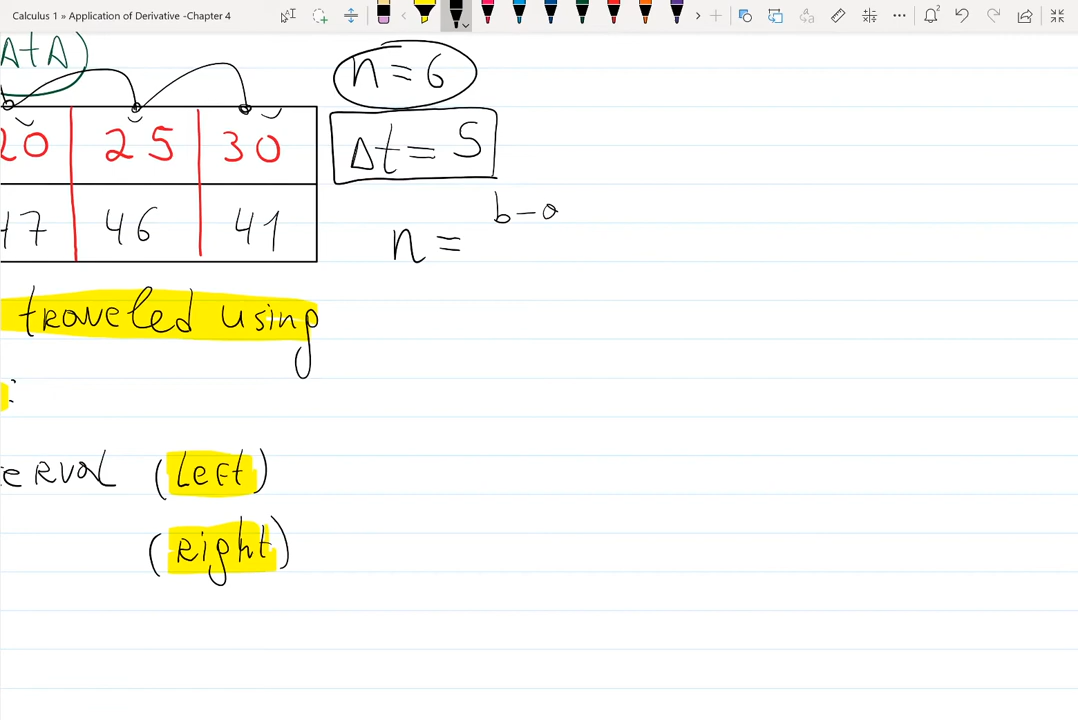 Calculus 1 » Application of Derivative -Chapter 4
AtA)
n = 6
20 25 30
Δt = 5
47 46 41
b-a
n =
traveled using
:
erval (Left)
(Right)